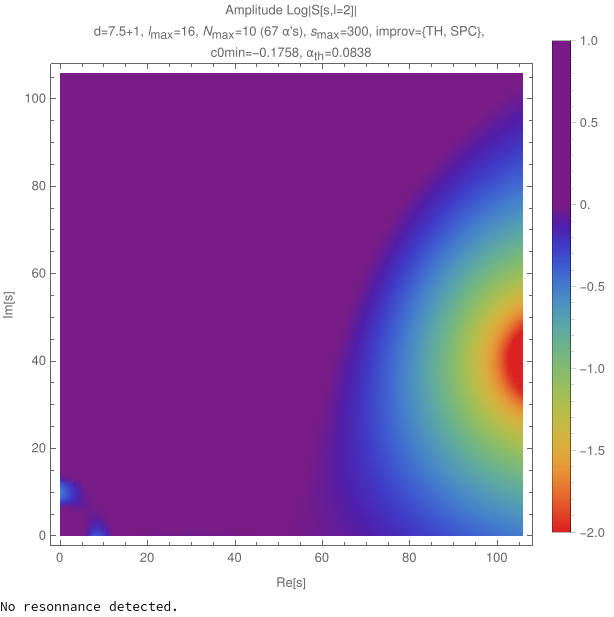 Amplitude Log|S[s,l=2]|
d=7.5+1, lmax=16, Nmax=10 (67 α's), smax=300, improv={TH, SPC},
c0min=−0.1758, αth=0.0838
1.0
0.5
0.
−0.5
−1.0
−1.5
−2.0
100
80
60
40
20
0
Im[s]
0 20 40 60 80 100
Re[s]
No resonnance detected.